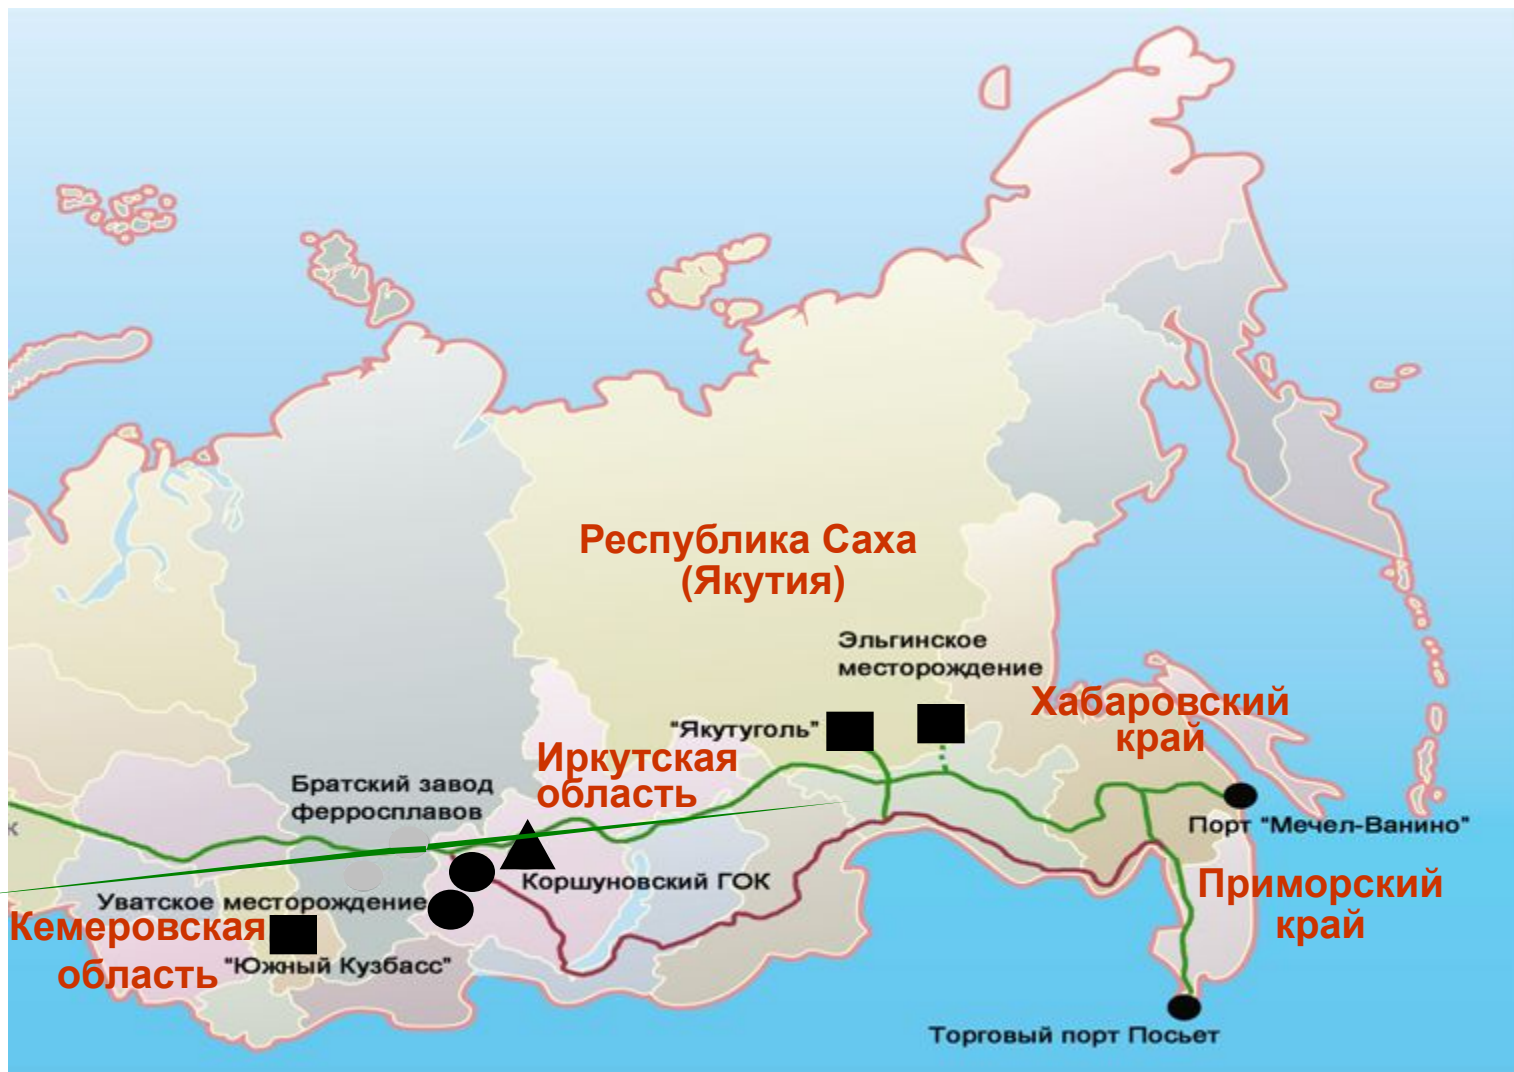 Республика Саха
(Якутия)
Эльгинское
месторождение
Хабаровский
край
"Якутуголь"
Иркутская
область
Братский завод
ферросплавов
к
Порт "Мечел-Ванино"
Коршуновский ГОК
Приморский
край
Уватское месторождение
Кемеровская
область
"Южный Кузбасс"
Торговый порт Посьет